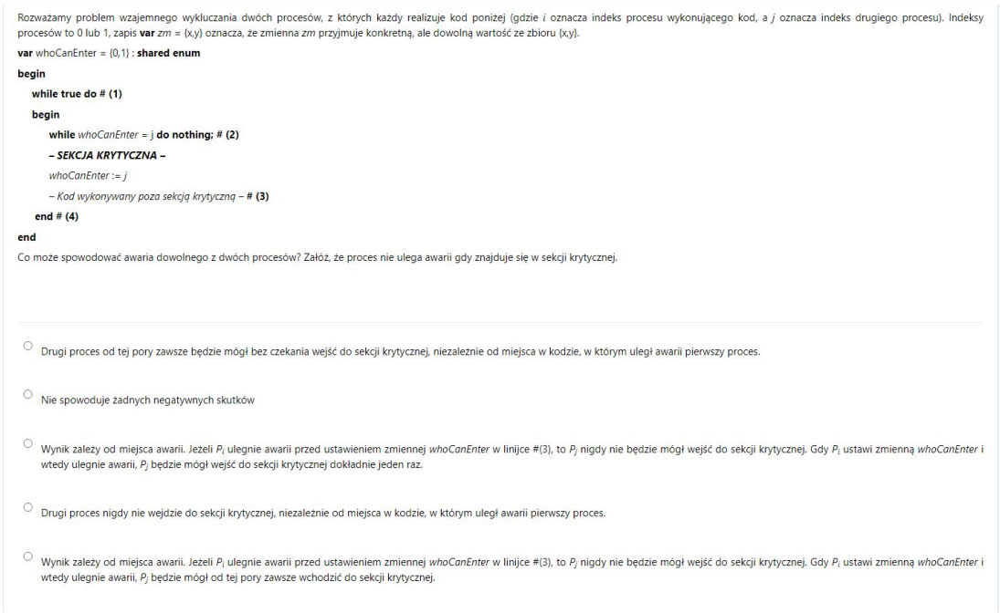 Rozważamy problem wzajemnego wykluczania dwóch procesów, z których każdy realizuje kod poniżej (gdzie i oznacza indeks procesu wykonującego kod, a j oznacza indeks drugiego procesu). Indeksy
procesów to 0 lub 1, zapis var zm = {x,y} oznacza, że zmienna zm przyjmuje konkretną, ale dowolną wartość ze zbioru {x,y}.
var whoCanEnter = {0,1} : shared enum
begin
while true do # (1)
begin
while whoCanEnter = j do nothing; # (2)
– SEKCJA KRYTYCZNA –
whoCanEnter := j
– Kod wykonywany poza sekcją krytyczną – # (3)
end # (4)
end
Co może spowodować awaria dowolnego z dwóch procesów? Załóż, że proces nie ulega awarii gdy znajduje się w sekcji krytycznej.
Drugi proces od tej pory zawsze będzie mógł bez czekania wejść do sekcji krytycznej, niezależnie od miejsca w kodzie, w którym uległ awarii pierwszy proces.
Nie spowoduje żadnych negatywnych skutków
Wynik zależy od miejsca awarii. Jeżeli Pi ulegnie awarii przed ustawieniem zmiennej whoCanEnter w linijce #(3), to Pj nigdy nie będzie mógł wejść do sekcji krytycznej. Gdy Pi ustawi zmienną whoCanEnter i
wtedy ulegnie awarii, Pj będzie mógł wejść do sekcji krytycznej dokładnie jeden raz.
Drugi proces nigdy nie wejdzie do sekcji krytycznej, niezależnie od miejsca w kodzie, w którym uległ awarii pierwszy proces.
Wynik zależy od miejsca awarii. Jeżeli Pi ulegnie awarii przed ustawieniem zmiennej whoCanEnter w linijce #(3), to Pj nigdy nie będzie mógł wejść do sekcji krytycznej. Gdy Pi ustawi zmienną whoCanEnter i
wtedy ulegnie awarii, Pj będzie mógł od tej pory zawsze wchodzić do sekcji krytycznej.